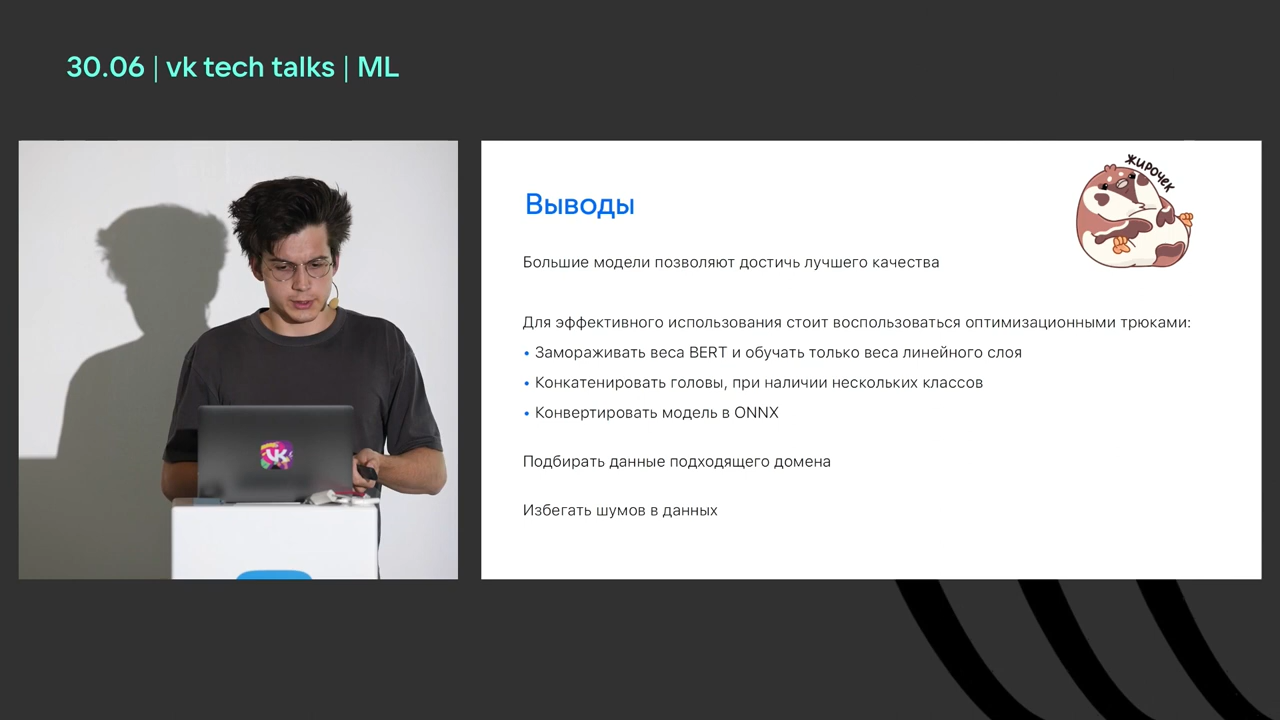 30.06 | vk tech talks | ML
жирочек
Выводы
Большие модели позволяют достичь лучшего качества
Для эффективного использования стоит воспользоваться оптимизационными трюками:
• Замораживать веса BERT и обучать только веса линейного слоя
• Конкатенировать головы, при наличии нескольких классов
• Конвертировать модель в ONNX
Подбирать данные подходящего домена
Избегать шумов в данных
VK